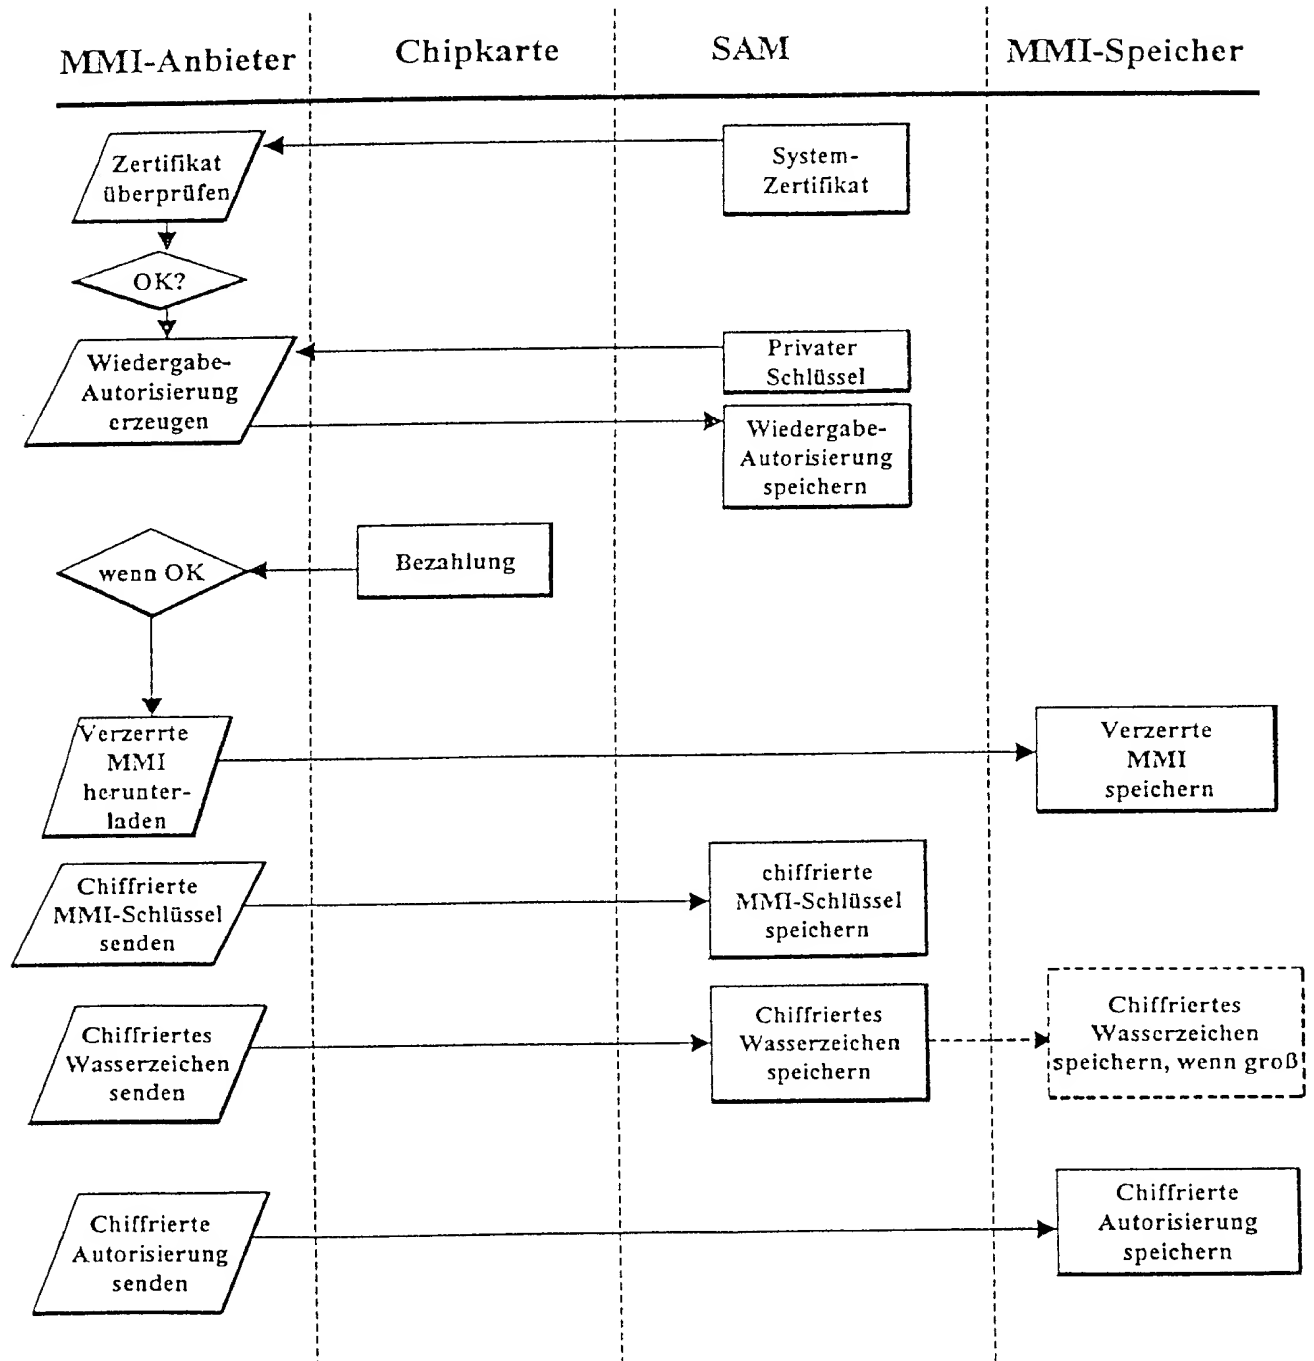 MMI-Anbieter
Chipkarte
SAM
MMI-Speicher
Zertifikat
überprüfen
System-
Zertifikat
OK?
Wiedergabe-
Autorisierung
erzeugen
Privater
Schlüssel
Wiedergabe-
Autorisierung
speichern
wenn OK
Bezahlung
Verzerrte
MMI
herunter-
laden
Verzerrte
MMI
speichern
Chiffrierte
MMI-Schlüssel
senden
chiffrierte
MMI-Schlüssel
speichern
Chiffriertes
Wasserzeichen
senden
Chiffriertes
Wasserzeichen
speichern
Chiffriertes
Wasserzeichen
speichern, wenn groß
Chiffrierte
Autorisierung
senden
Chiffrierte
Autorisierung
speichern